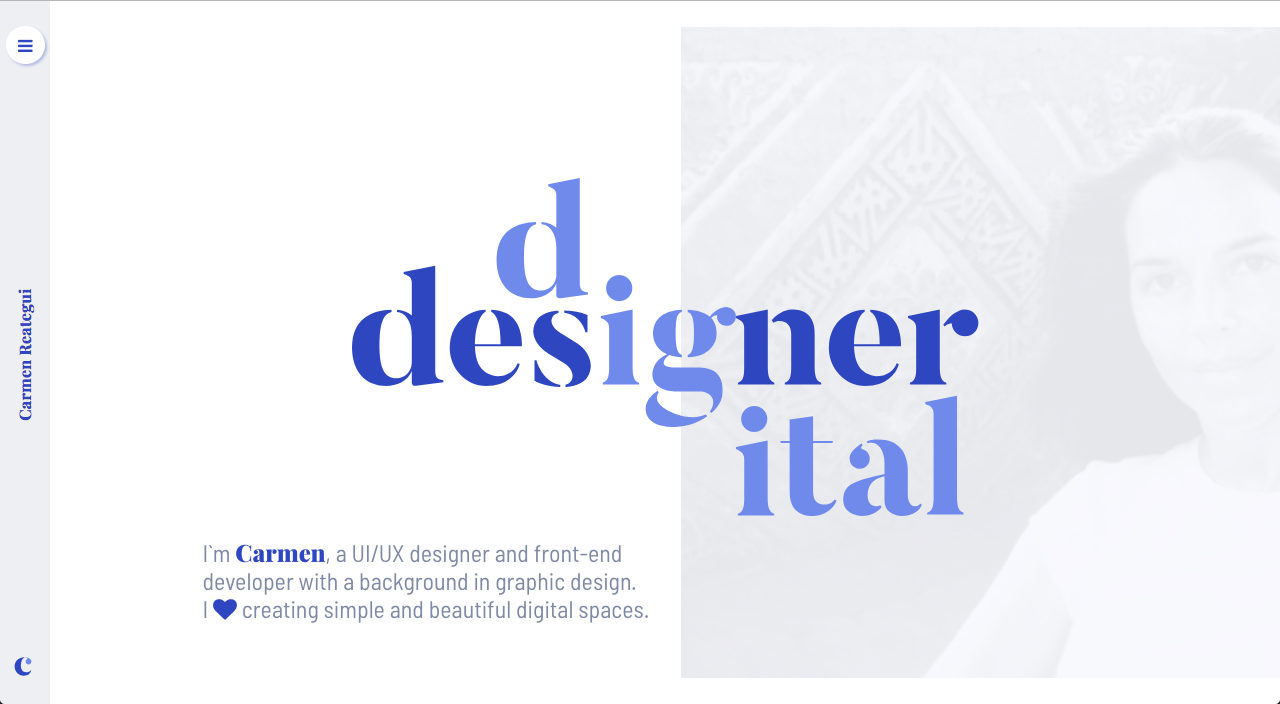 Carmen Reategui
d
designer
ital
I`m Carmen, a UI/UX designer and front-end
developer with a background in graphic design.
I ♥ creating simple and beautiful digital spaces.
c